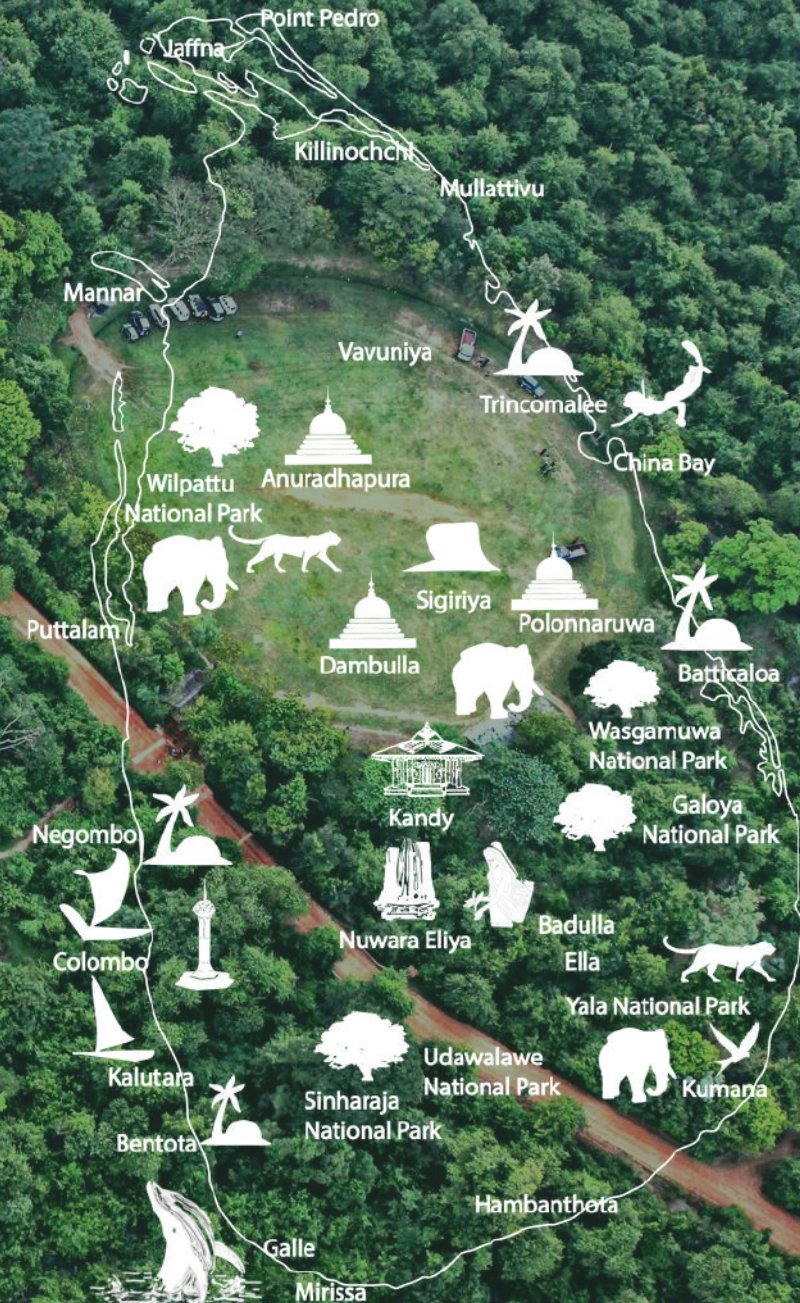 Point Pedro
Jaffna
Killinochchi
Mullattivu
Mannar
Vavuniya
Trincomalee
China Bay
Wilpattu
National Park
Anuradhapura
Sigiriya
Polonnaruwa
Puttalam
Dambulla
Batticaloa
Wasgamuwa
National Park
Kandy
Galoya
National Park
Negombo
Nuwara Eliya
Badulla
Ella
Colombo
Yala National Park
Kalutara
Udawalawe
National Park
Kumana
Sinharaja
National Park
Bentota
Hambanthota
Galle
Mirissa